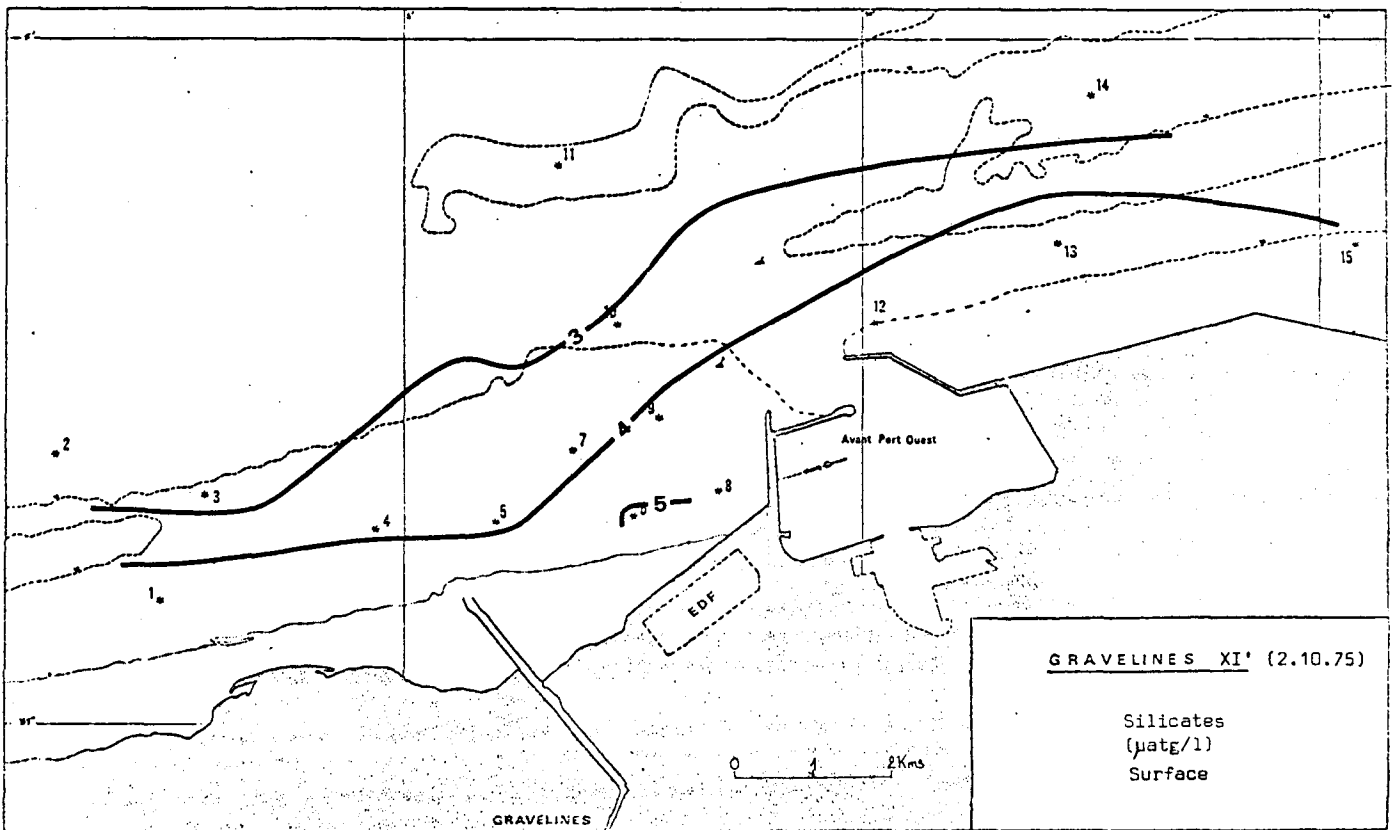 14
11
13
15
12
10
3
9
4
2
7
Avant Port Ouest
3
5
8
5
4
6
1
EDF
GRAVELINES XI' (2.10.75)
Silicates
(µatg/l)
Surface
0 1 2Kms
GRAVELINES